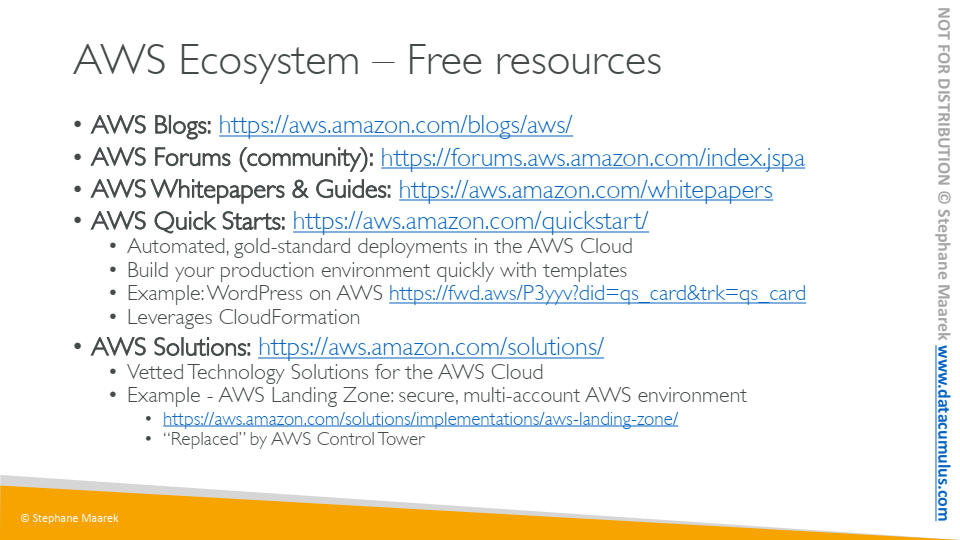 AWS Ecosystem – Free resources
• AWS Blogs: https://aws.amazon.com/blogs/aws/
• AWS Forums (community): https://forums.aws.amazon.com/index.jspa
• AWS Whitepapers & Guides: https://aws.amazon.com/whitepapers
• AWS Quick Starts: https://aws.amazon.com/quickstart/
• Automated, gold-standard deployments in the AWS Cloud
• Build your production environment quickly with templates
• Example: WordPress on AWS https://fwd.aws/P3yyv?did=qs_card&trk=qs_card
• Leverages CloudFormation
• AWS Solutions: https://aws.amazon.com/solutions/
• Vetted Technology Solutions for the AWS Cloud
• Example - AWS Landing Zone: secure, multi-account AWS environment
• https://aws.amazon.com/solutions/implementations/aws-landing-zone/
• “Replaced” by AWS Control Tower
© Stephane Maarek
NOT FOR DISTRIBUTION © Stephane Maarek www.datacumulus.com